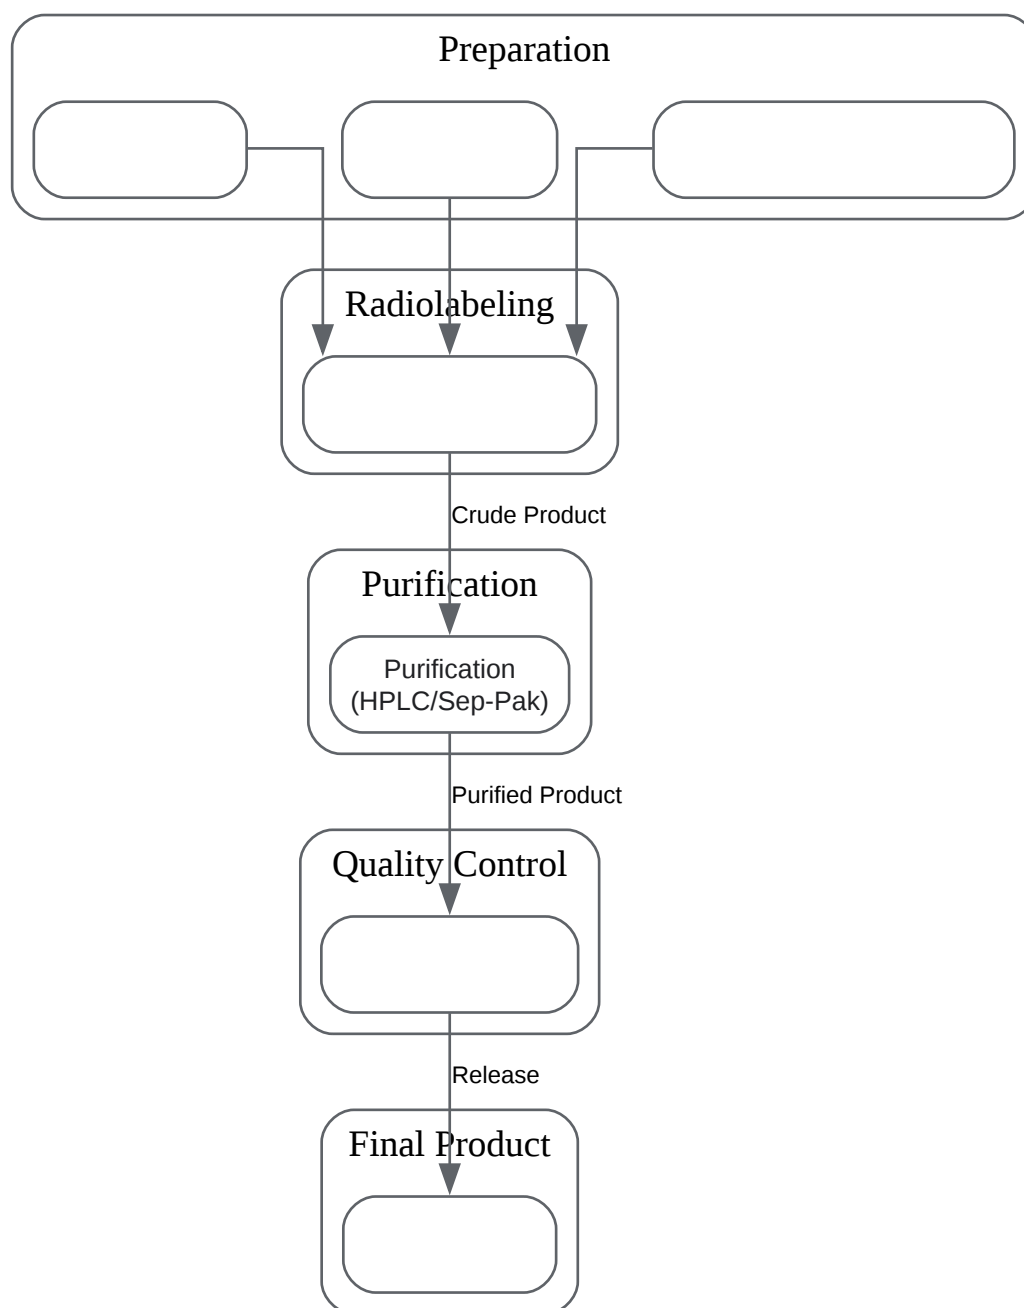 Preparation
Radiolabeling
Crude Product
Purification
Purification
(HPLC/Sep-Pak)
Purified Product
Quality Control
Release
Final Product